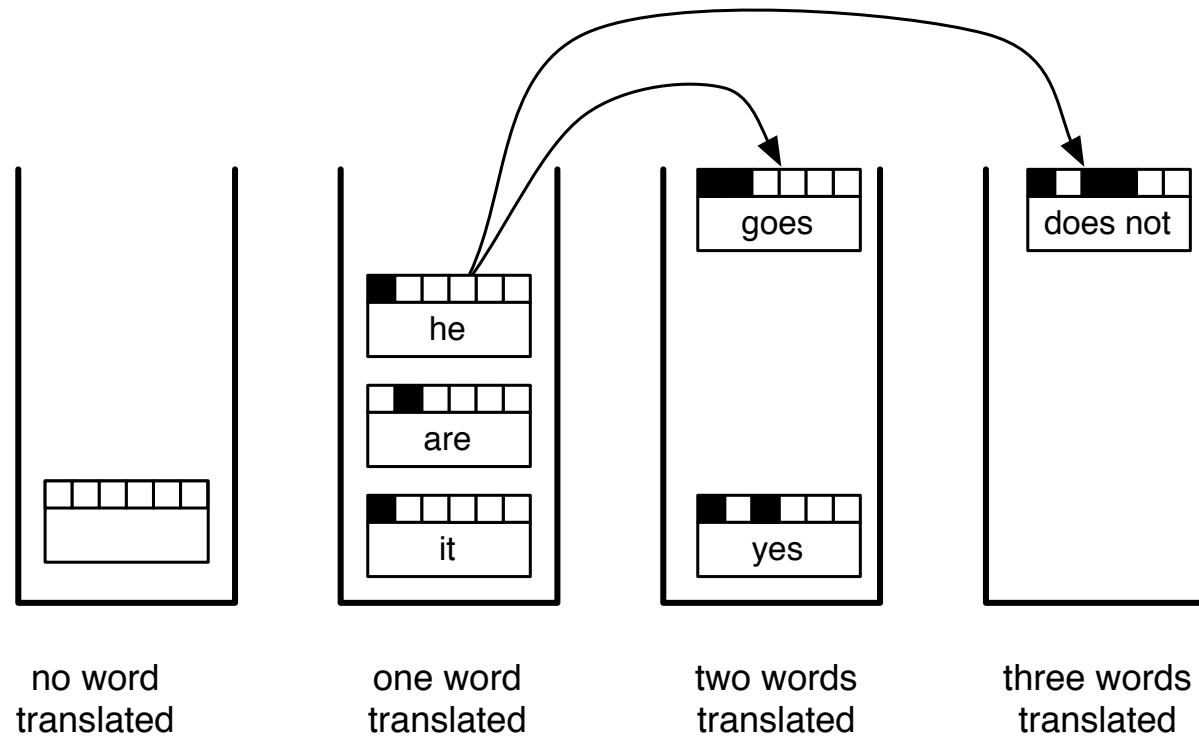 goes
does not
he
are
it
yes
no word
translated
one word
translated
two words
translated
three words
translated